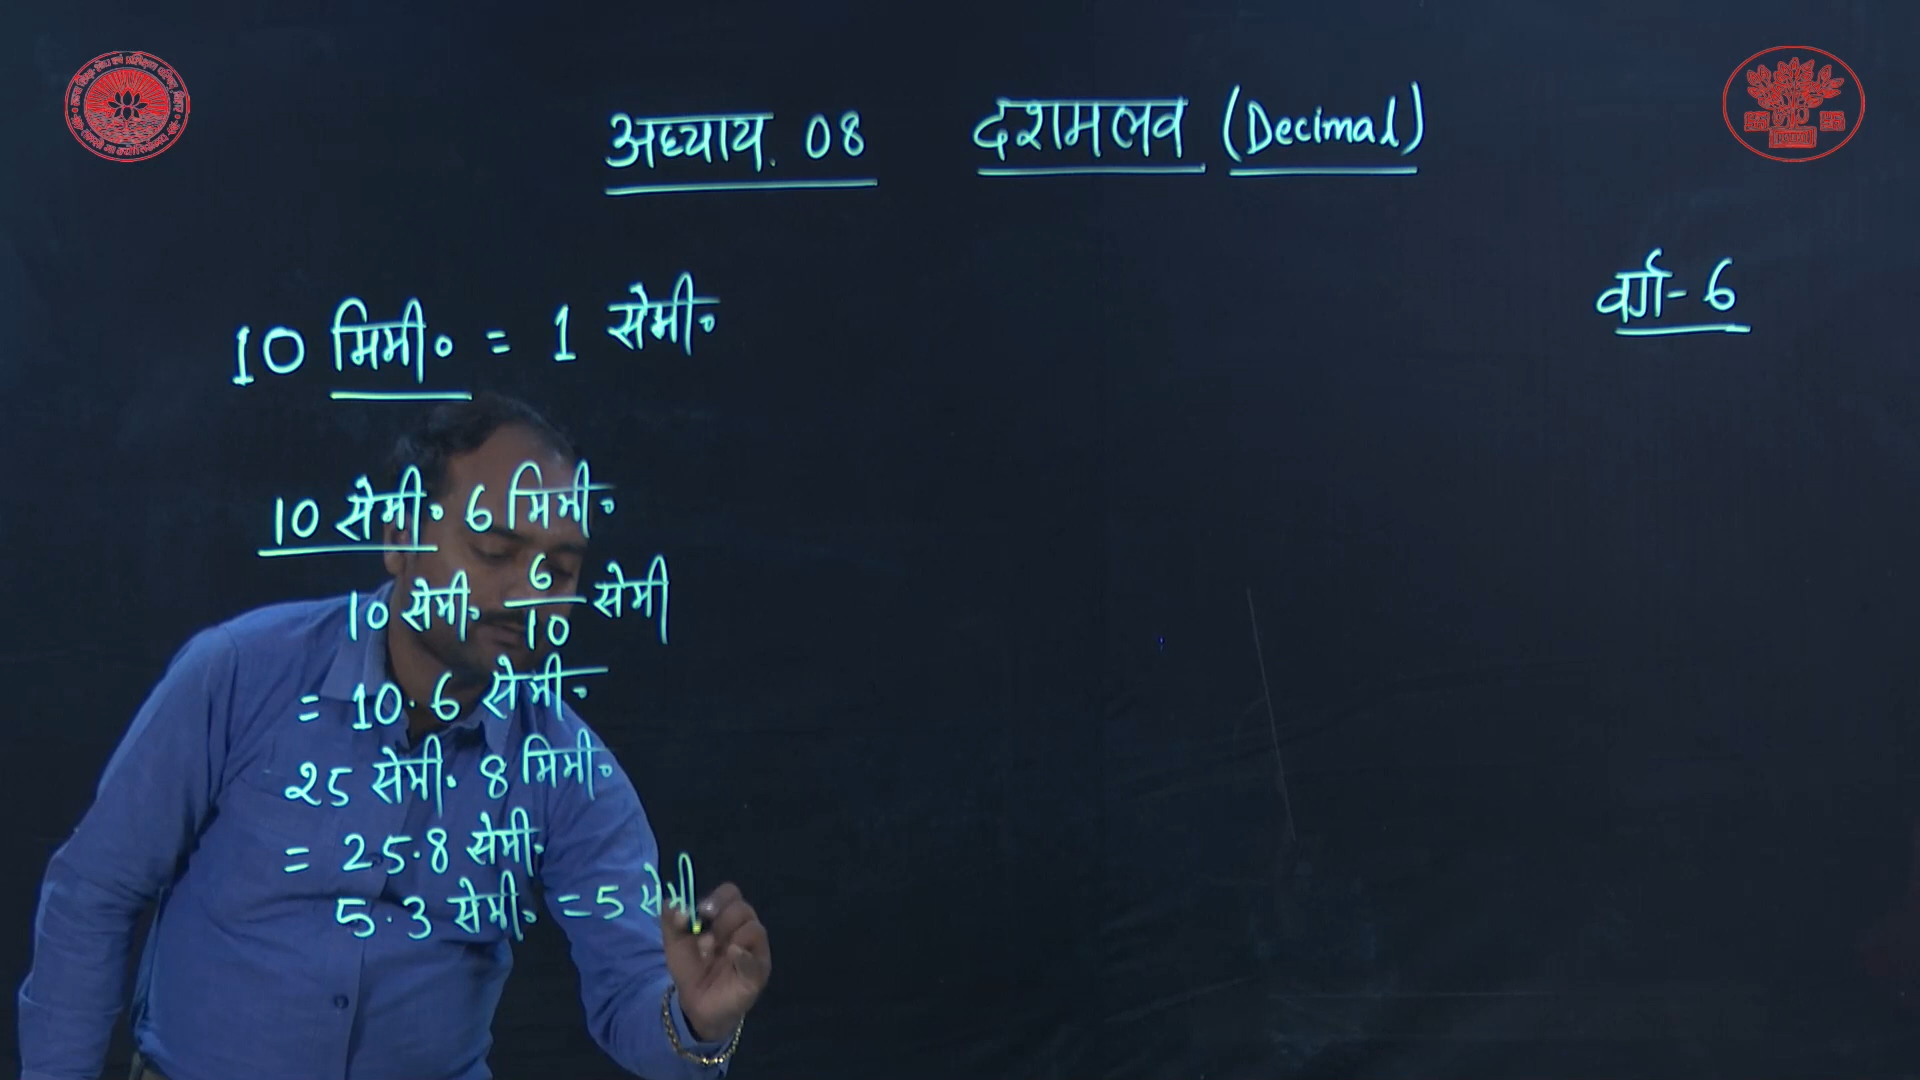 अध्याय. 08 दशमलव (Decimal)
वर्ग- 6
10 मिमी॰ = 1 सेमी॰
10 सेमी॰ 6 मिमी॰
10 सेमी॰ 6/10 सेमी
= 10.6 सेमी॰
25 सेमी॰ 8 मिमी॰
= 25.8 सेमी॰
5.3 सेमी॰ = 5 सेमी